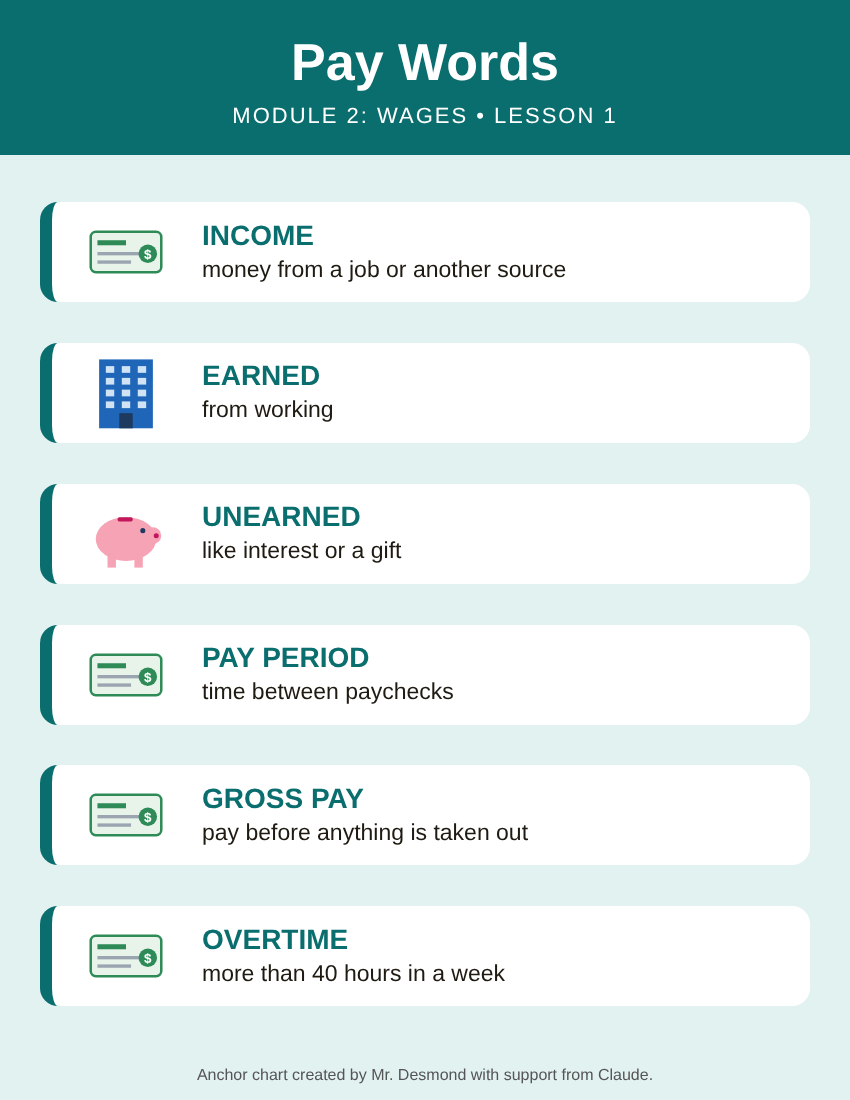 Pay Words
MODULE 2: WAGES • LESSON 1
$
INCOME
money from a job or another source
EARNED
from working
UNEARNED
like interest or a gift
$
PAY PERIOD
time between paychecks
$
GROSS PAY
pay before anything is taken out
$
OVERTIME
more than 40 hours in a week
Anchor chart created by Mr. Desmond with support from Claude.